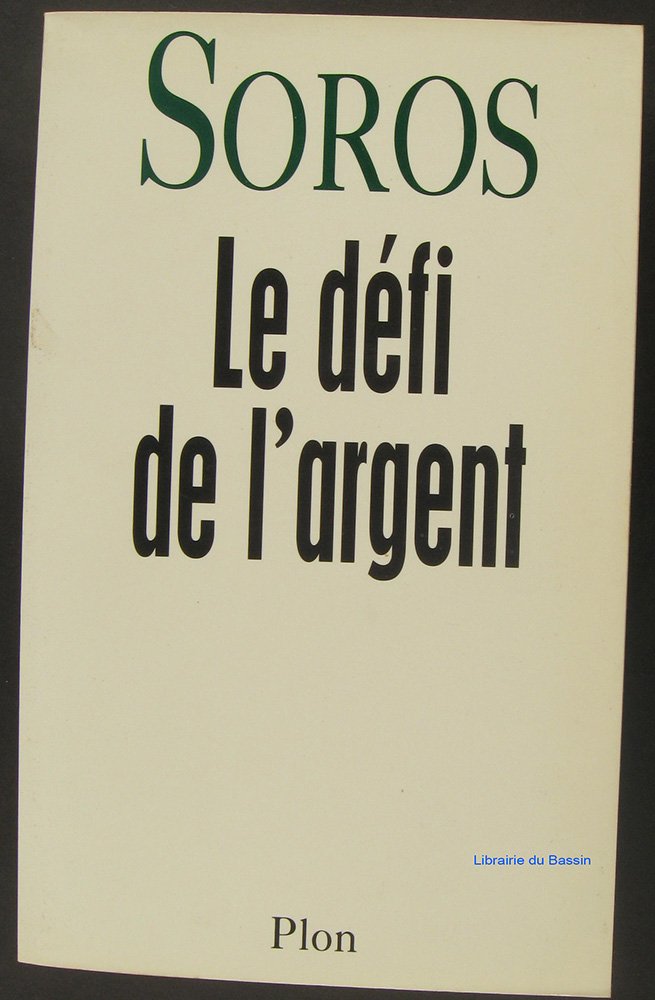 SOROS
Le défi
de l'argent
Librairie du Bassin
Plon